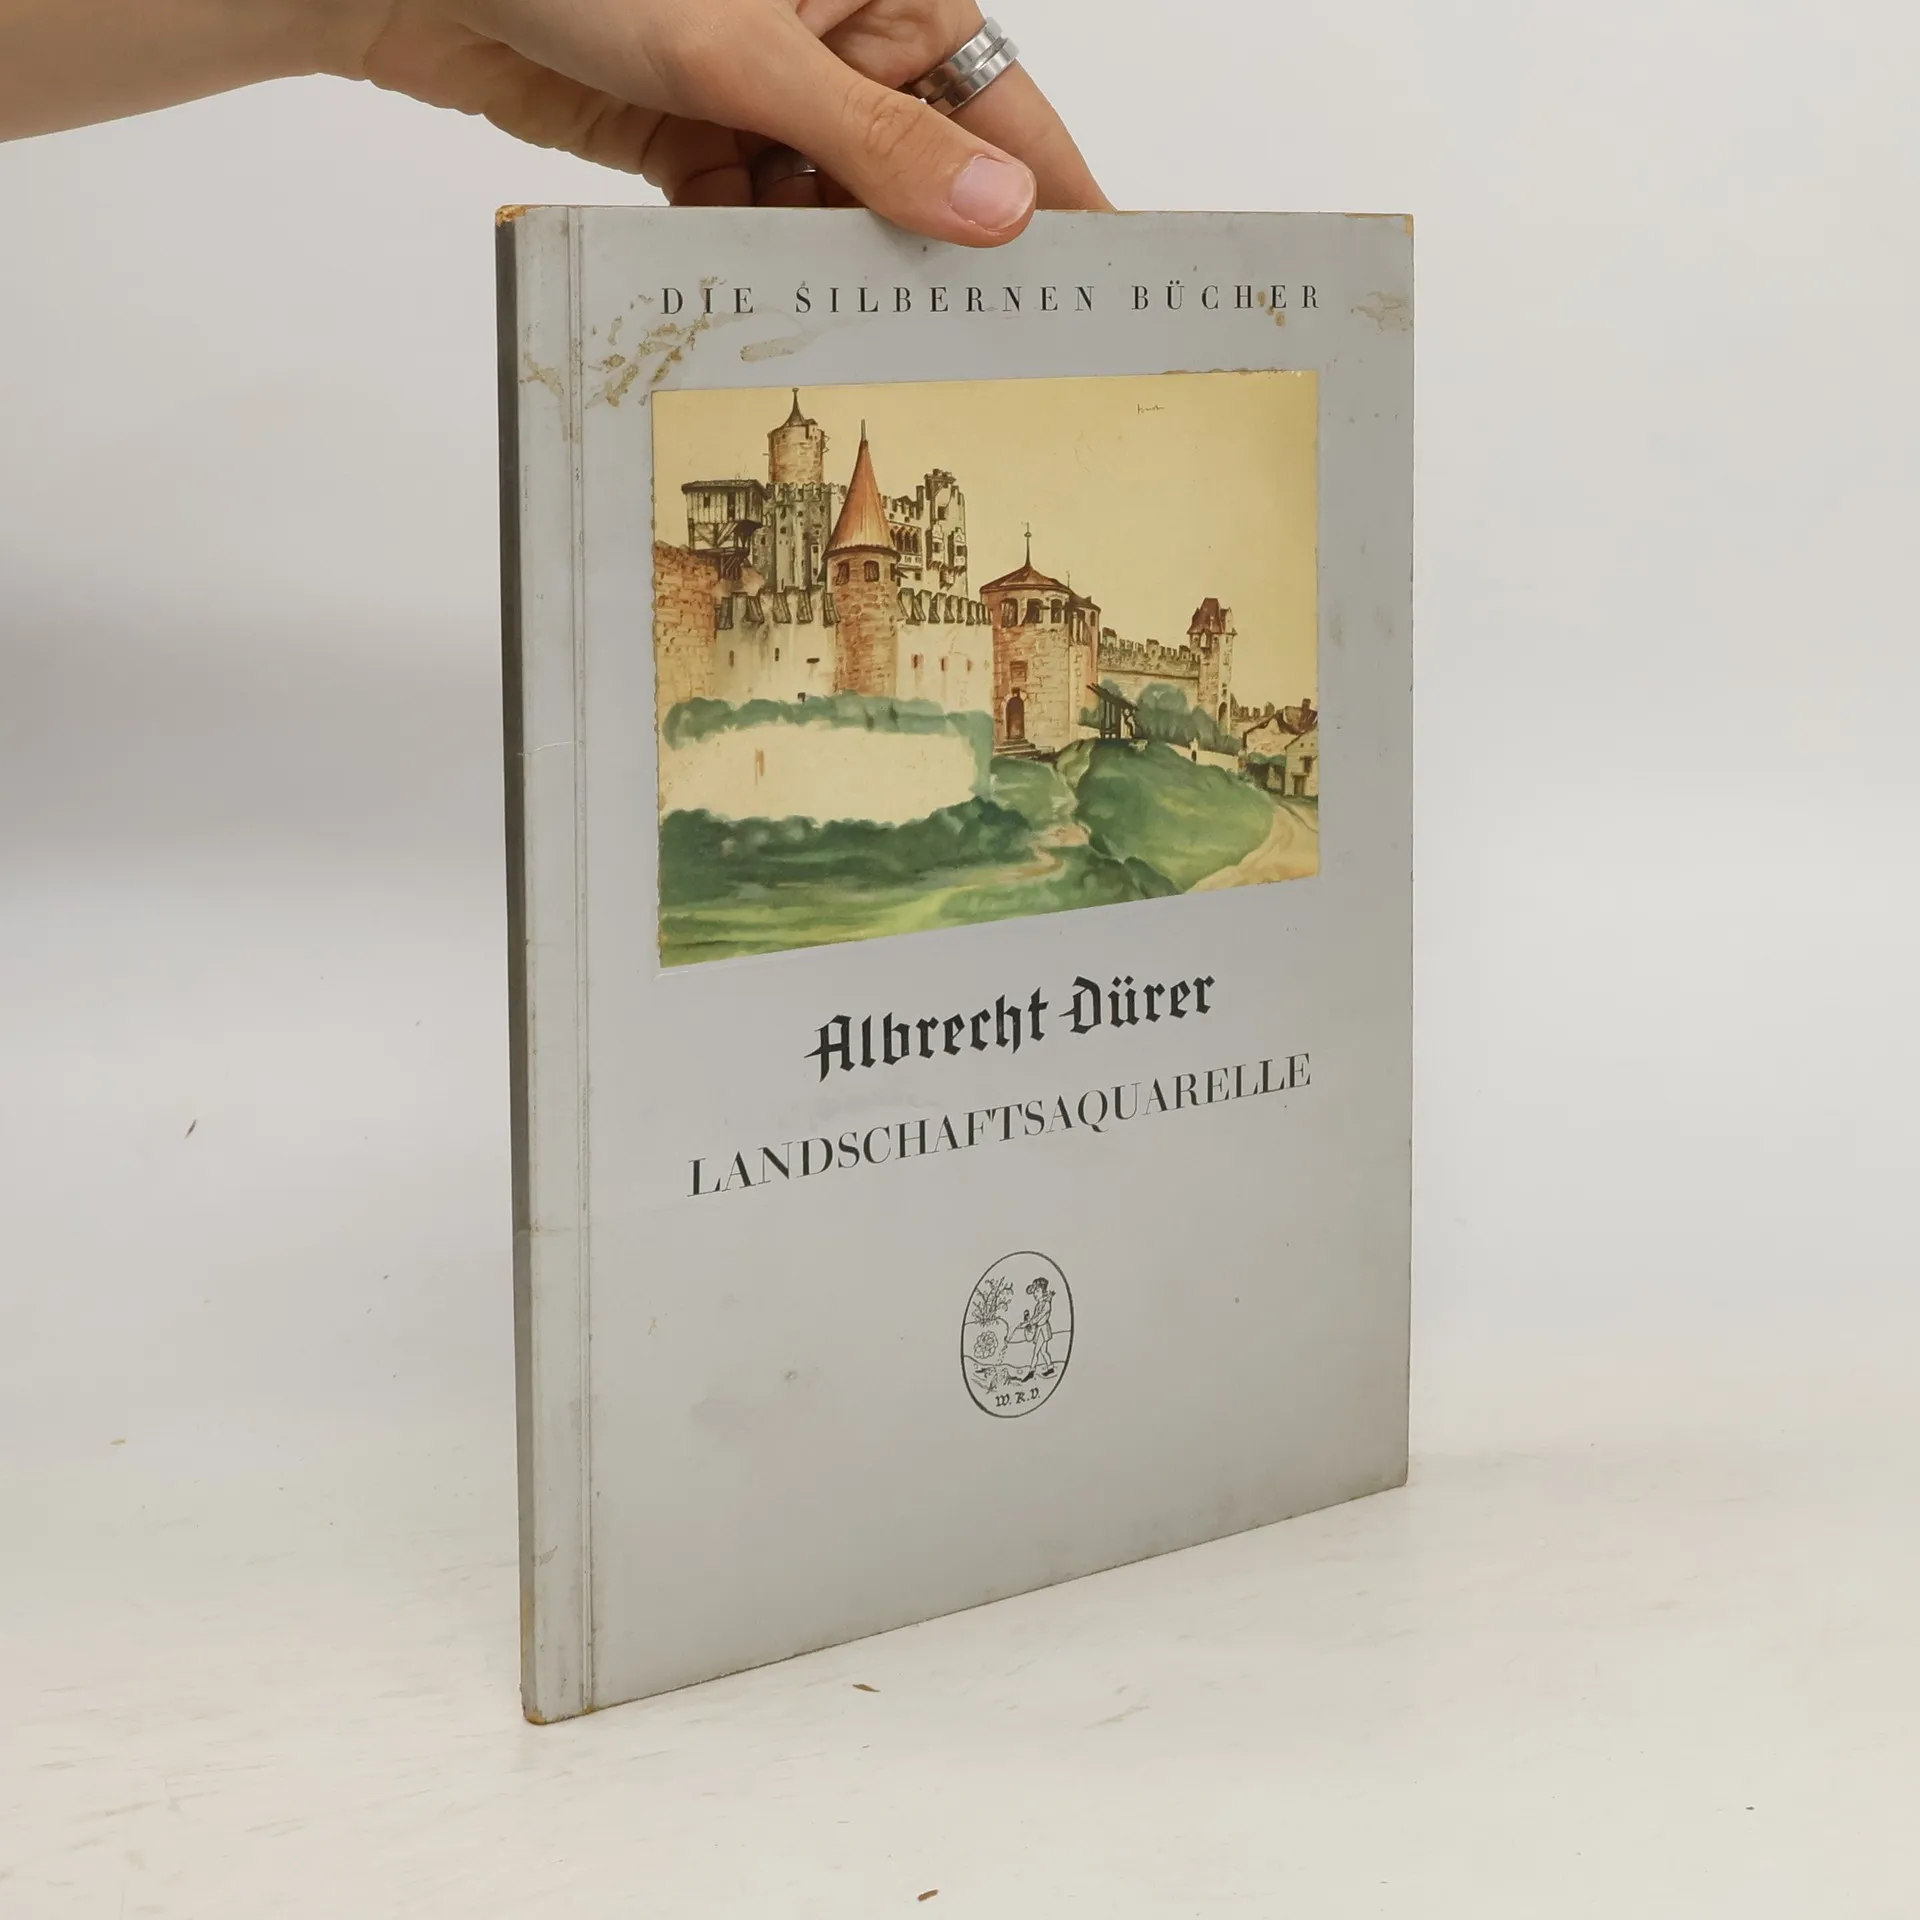 DIE SILBERNEN BÜCHER
Albrecht Dürer
LANDSCHAFTSAQUARELLE
W. K. V.